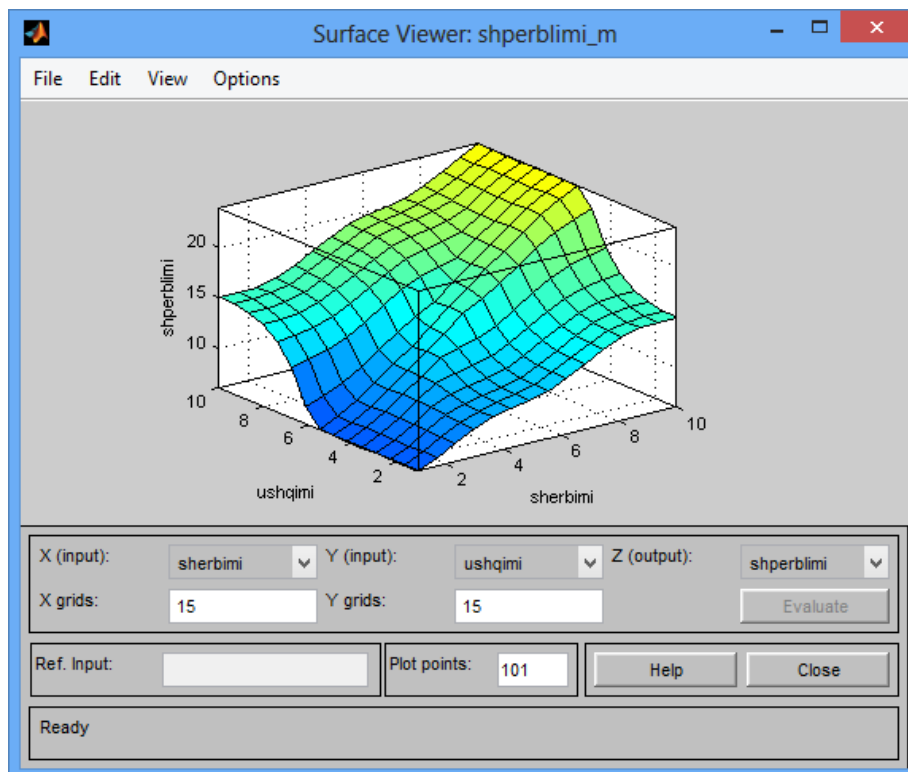 Surface Viewer: shperblimi_m
File Edit View Options
shperblimi
20
15
10
10
8
6
4
2
ushqimi
2
4
6
8
10
sherbimi
X (input): sherbimi Y (input): ushqimi Z (output): shperblimi
X grids: 15 Y grids: 15 Evaluate
Ref. Input: Plot points: 101 Help Close
Ready